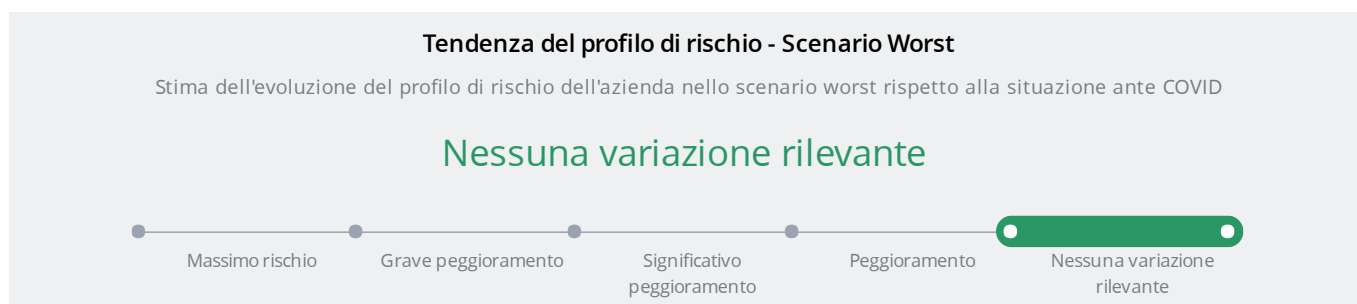 Tendenza del profilo di rischio - Scenario Worst
Stima dell'evoluzione del profilo di rischio dell'azienda nello scenario worst rispetto alla situazione ante COVID
Nessuna variazione rilevante
Massimo rischio
Grave peggioramento
Significativo
peggioramento
Peggioramento
Nessuna variazione
rilevante